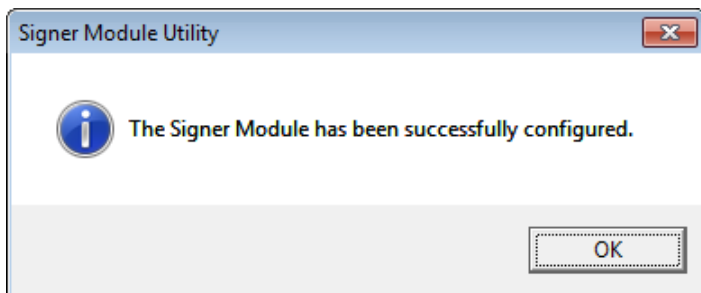 Signer Module Utility
The Signer Module has been successfully configured.
OK